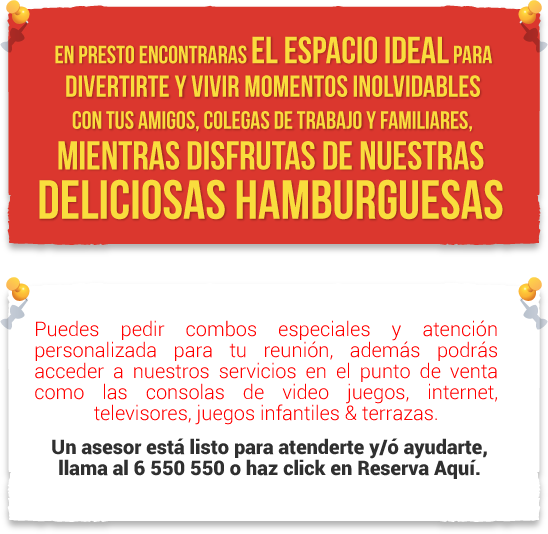 EN PRESTO ENCONTRARAS EL ESPACIO IDEAL PARA
DIVERTIRTE Y VIVIR MOMENTOS INOLVIDABLES
CON TUS AMIGOS, COLEGAS DE TRABAJO Y FAMILIARES,
MIENTRAS DISFRUTAS DE NUESTRAS
DELICIOSAS HAMBURGUESAS
Puedes pedir combos especiales y atención
personalizada para tu reunión, además podrás
acceder a nuestros servicios en el punto de venta
como las consolas de video juegos, internet,
televisores, juegos infantiles & terrazas.
Un asesor está listo para atenderte y/ó ayudarte,
llama al 6 550 550 o haz click en Reserva Aquí.